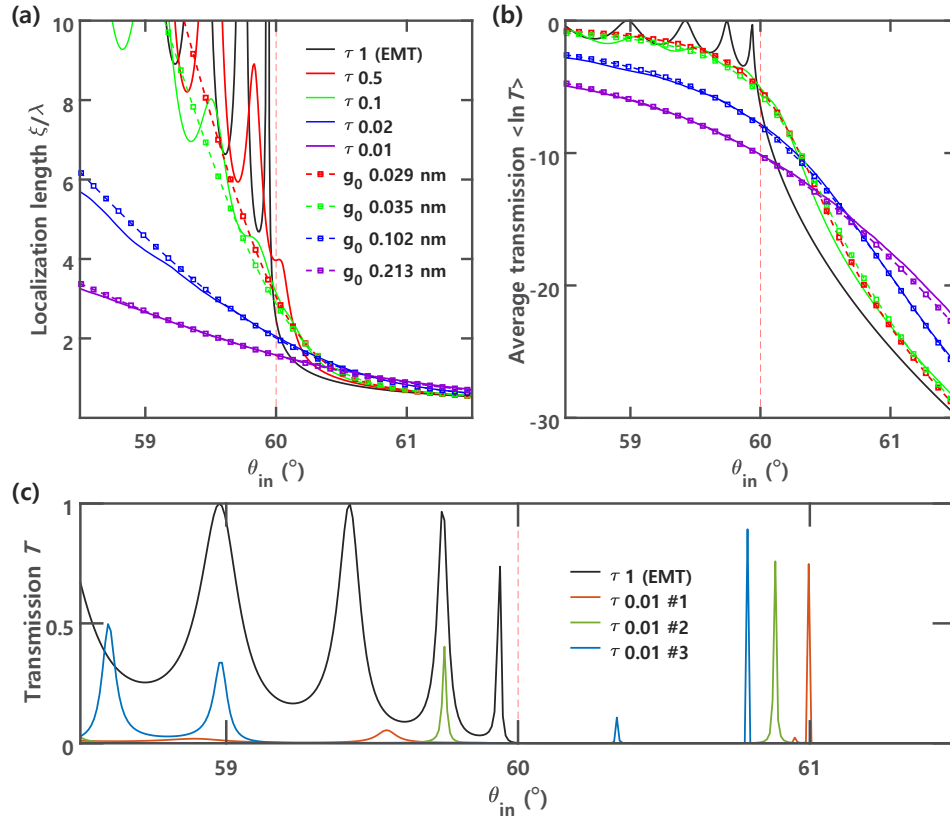 (a)
10
8
6
4
2
Localization length ξ/λ
59
60
61
θin (°)
τ 1 (EMT)
τ 0.5
τ 0.1
τ 0.02
τ 0.01
g0 0.029 nm
g0 0.035 nm
g0 0.102 nm
g0 0.213 nm
(b)
0
-10
-20
-30
Average transmission <ln T>
59
60
61
θin (°)
(c)
1
0.5
0
Transmission T
59
60
61
θin (°)
τ 1 (EMT)
τ 0.01 #1
τ 0.01 #2
τ 0.01 #3